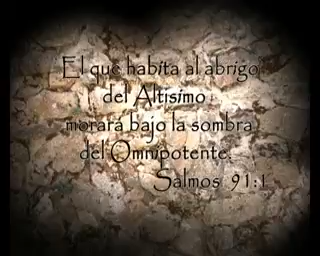 El que habita al abrigo
del Altísimo
morará bajo la sombra
del Omnipotente.
Salmos 91:1